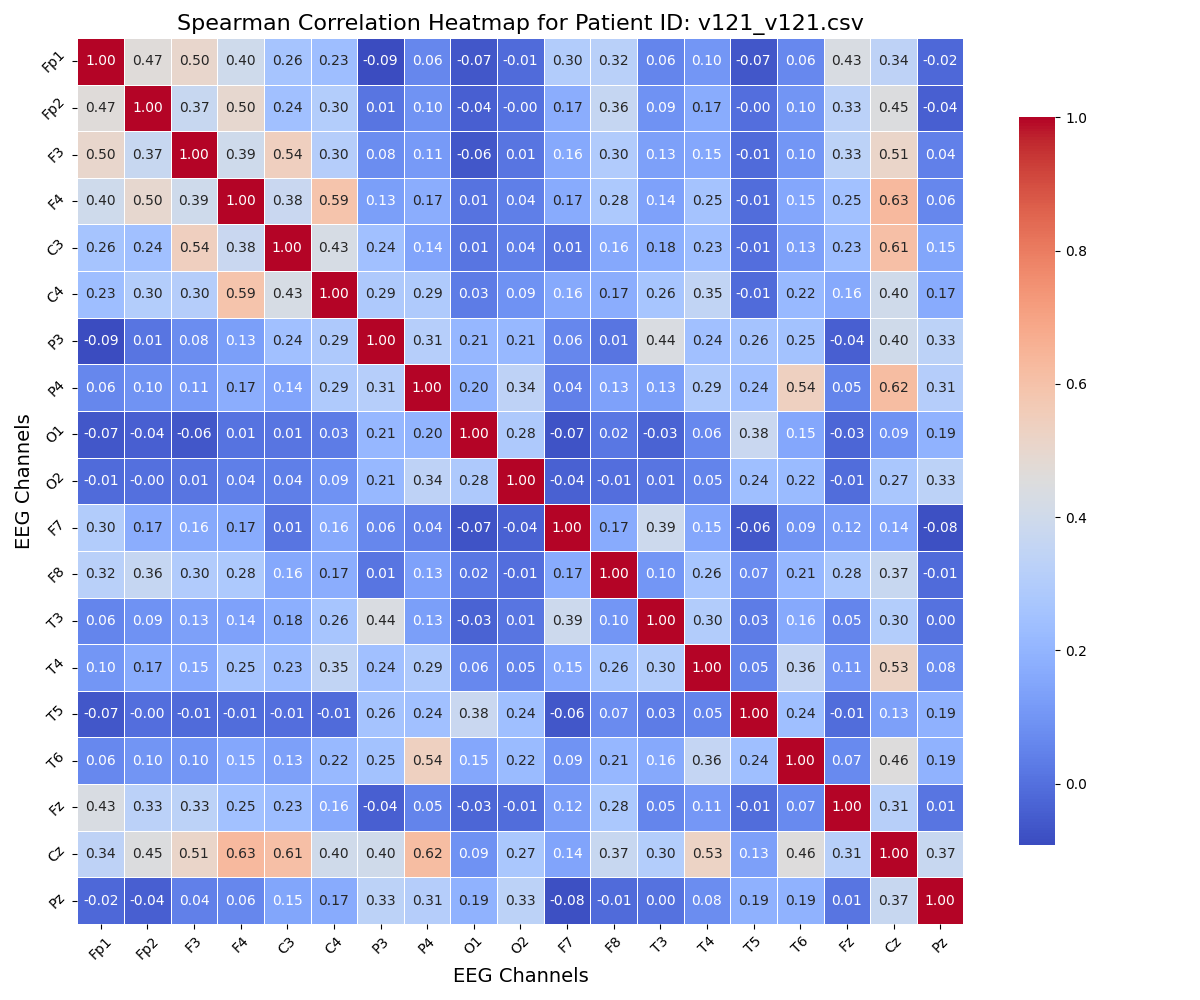 Spearman Correlation Heatmap for Patient ID: v121_v121.csv
Fp1 1.00 0.47 0.50 0.40 0.26 0.23 -0.09 0.06 -0.07 -0.01 0.30 0.32 0.06 0.10 -0.07 0.06 0.43 0.34 -0.02
Fp2 0.47 1.00 0.37 0.50 0.24 0.30 0.01 0.10 -0.04 -0.00 0.17 0.36 0.09 0.17 -0.00 0.10 0.33 0.45 -0.04
F3 0.50 0.37 1.00 0.39 0.54 0.30 0.08 0.11 -0.06 0.01 0.16 0.30 0.13 0.15 -0.01 0.10 0.33 0.51 0.04
F4 0.40 0.50 0.39 1.00 0.38 0.59 0.13 0.17 0.01 0.04 0.17 0.28 0.14 0.25 -0.01 0.15 0.25 0.63 0.06
C3 0.26 0.24 0.54 0.38 1.00 0.43 0.24 0.14 0.01 0.04 0.01 0.16 0.18 0.23 -0.01 0.13 0.23 0.61 0.15
C4 0.23 0.30 0.30 0.59 0.43 1.00 0.29 0.29 0.03 0.09 0.16 0.17 0.26 0.35 -0.01 0.22 0.16 0.40 0.17
P3 -0.09 0.01 0.08 0.13 0.24 0.29 1.00 0.31 0.21 0.21 0.06 0.01 0.44 0.24 0.26 0.25 -0.04 0.40 0.33
P4 0.06 0.10 0.11 0.17 0.14 0.29 0.31 1.00 0.20 0.34 0.04 0.13 0.13 0.29 0.24 0.54 0.05 0.62 0.31
O1 -0.07 -0.04 -0.06 0.01 0.01 0.03 0.21 0.20 1.00 0.28 -0.07 0.02 -0.03 0.06 0.38 0.15 -0.03 0.09 0.19
O2 -0.01 -0.00 0.01 0.04 0.04 0.09 0.21 0.34 0.28 1.00 -0.04 -0.01 0.01 0.05 0.24 0.22 -0.01 0.27 0.33
F7 0.30 0.17 0.16 0.17 0.01 0.16 0.06 0.04 -0.07 -0.04 1.00 0.17 0.39 0.15 -0.06 0.09 0.12 0.14 -0.08
F8 0.32 0.36 0.30 0.28 0.16 0.17 0.01 0.13 0.02 -0.01 0.17 1.00 0.10 0.26 0.07 0.21 0.28 0.37 -0.01
T3 0.06 0.09 0.13 0.14 0.18 0.26 0.44 0.13 -0.03 0.01 0.39 0.10 1.00 0.30 0.03 0.16 0.05 0.30 0.00
T4 0.10 0.17 0.15 0.25 0.23 0.35 0.24 0.29 0.06 0.05 0.15 0.26 0.30 1.00 0.05 0.36 0.11 0.53 0.08
T5 -0.07 -0.00 -0.01 -0.01 -0.01 -0.01 0.26 0.24 0.38 0.24 -0.06 0.07 0.03 0.05 1.00 0.24 -0.01 0.13 0.19
T6 0.06 0.10 0.10 0.15 0.13 0.22 0.25 0.54 0.15 0.22 0.09 0.21 0.16 0.36 0.24 1.00 0.07 0.46 0.19
Fz 0.43 0.33 0.33 0.25 0.23 0.16 -0.04 0.05 -0.03 -0.01 0.12 0.28 0.05 0.11 -0.01 0.07 1.00 0.31 0.01
Cz 0.34 0.45 0.51 0.63 0.61 0.40 0.40 0.62 0.09 0.27 0.14 0.37 0.30 0.53 0.13 0.46 0.31 1.00 0.37
Pz -0.02 -0.04 0.04 0.06 0.15 0.17 0.33 0.31 0.19 0.33 -0.08 -0.01 0.00 0.08 0.19 0.19 0.01 0.37 1.00
Fp1 Fp2 F3 F4 C3 C4 P3 P4 O1 O2 F7 F8 T3 T4 T5 T6 Fz Cz Pz
EEG Channels
EEG Channels
1.0
0.8
0.6
0.4
0.2
0.0